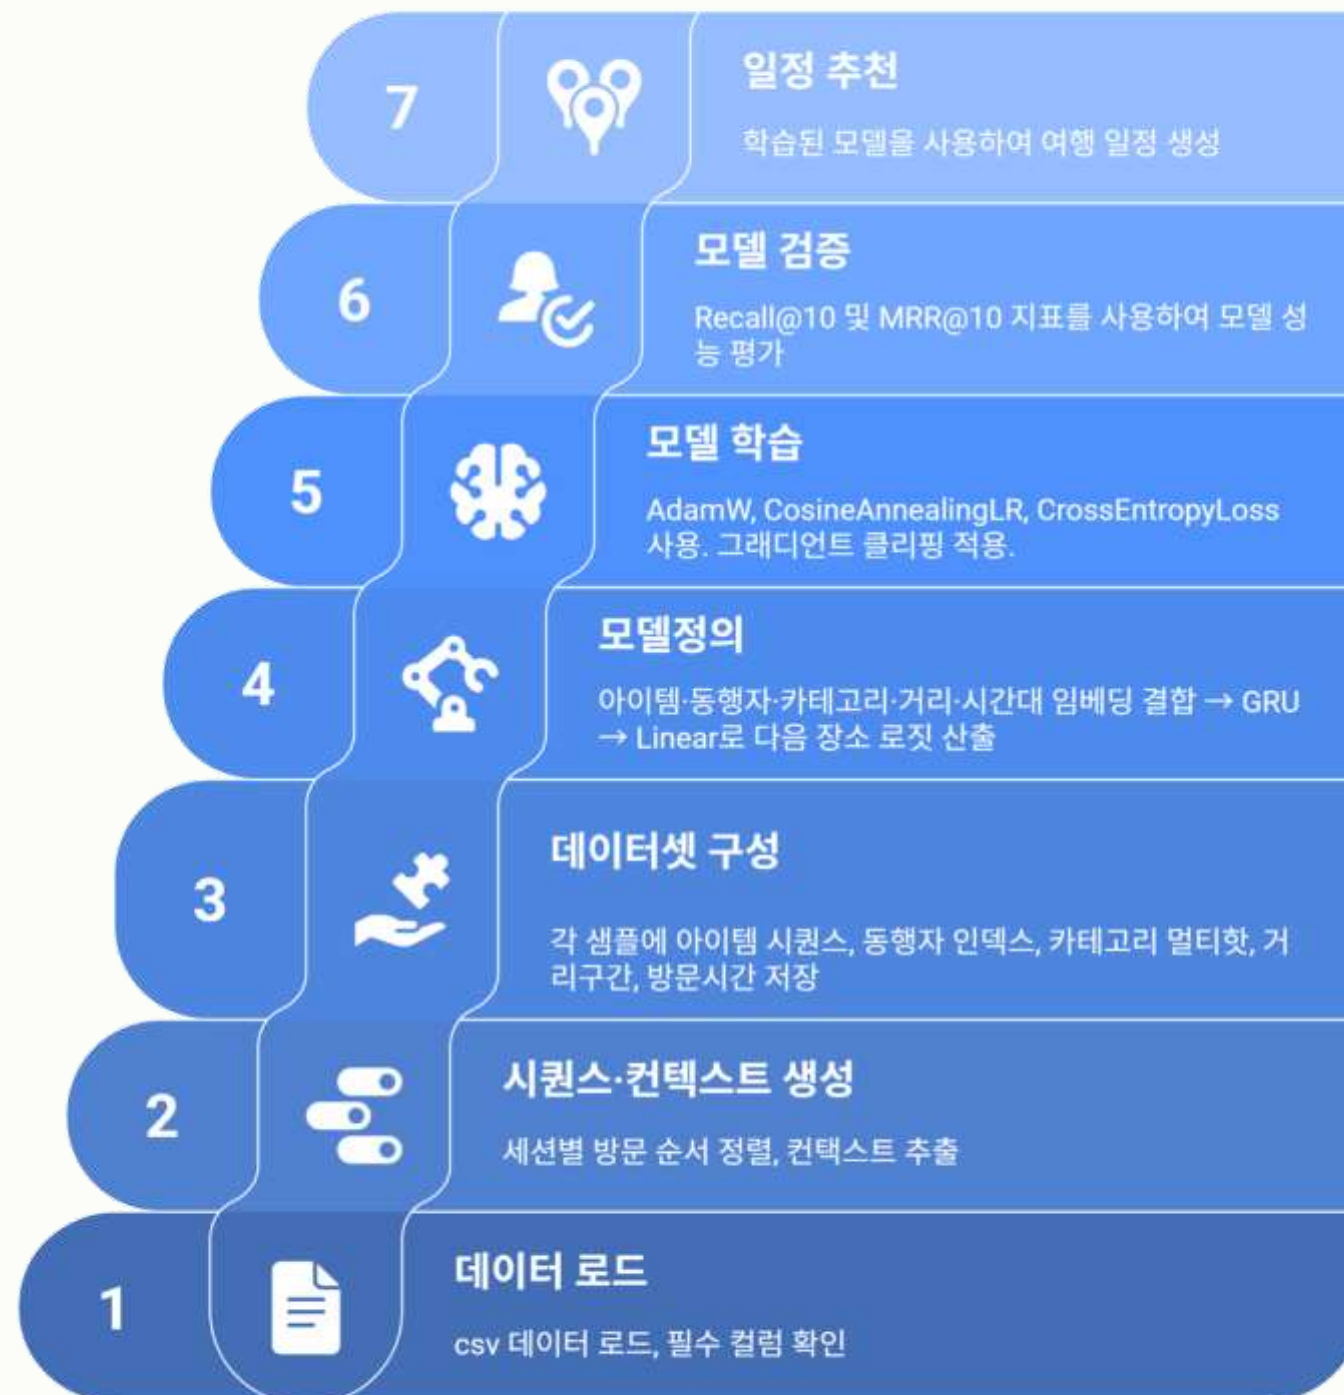 7
일정 추천
학습된 모델을 사용하여 여행 일정 생성
6
모델 검증
Recall@10 및 MRR@10 지표를 사용하여 모델 성
능 평가
5
모델 학습
AdamW, CosineAnnealingLR, CrossEntropyLoss
사용. 그래디언트 클리핑 적용.
4
모델정의
아이템·동행자·카테고리·거리·시간대 임베딩 결합 → GRU
→ Linear로 다음 장소 로짓 산출
3
데이터셋 구성
각 샘플에 아이템 시퀀스, 동행자 인덱스, 카테고리 멀티핫, 거
리구간, 방문시간 저장
2
시퀀스·컨텍스트 생성
세션별 방문 순서 정렬, 컨택스트 추출
1
데이터 로드
csv 데이터 로드, 필수 컬럼 확인